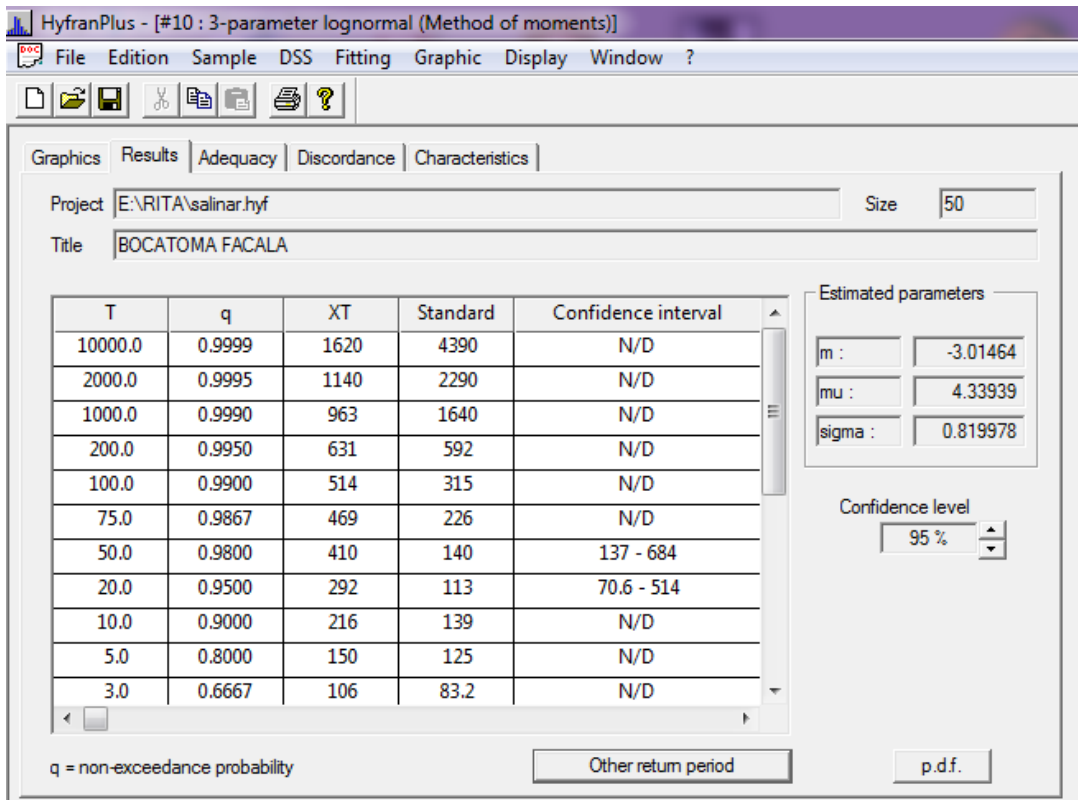 HyfranPlus - [#10 : 3-parameter lognormal (Method of moments)]
DOC File Edition Sample DSS Fitting Graphic Display Window ?
Graphics Results Adequacy Discordance Characteristics
Project E:\RITA\salinar.hyf Size 50
Title BOCATOMA FACALA
T q XT Standard Confidence interval
10000.0 0.9999 1620 4390 N/D
2000.0 0.9995 1140 2290 N/D
1000.0 0.9990 963 1640 N/D
200.0 0.9950 631 592 N/D
100.0 0.9900 514 315 N/D
75.0 0.9867 469 226 N/D
50.0 0.9800 410 140 137 - 684
20.0 0.9500 292 113 70.6 - 514
10.0 0.9000 216 139 N/D
5.0 0.8000 150 125 N/D
3.0 0.6667 106 83.2 N/D
Estimated parameters
m : -3.01464
mu : 4.33939
sigma : 0.819978
Confidence level
95 %
q = non-exceedance probability Other return period p.d.f.